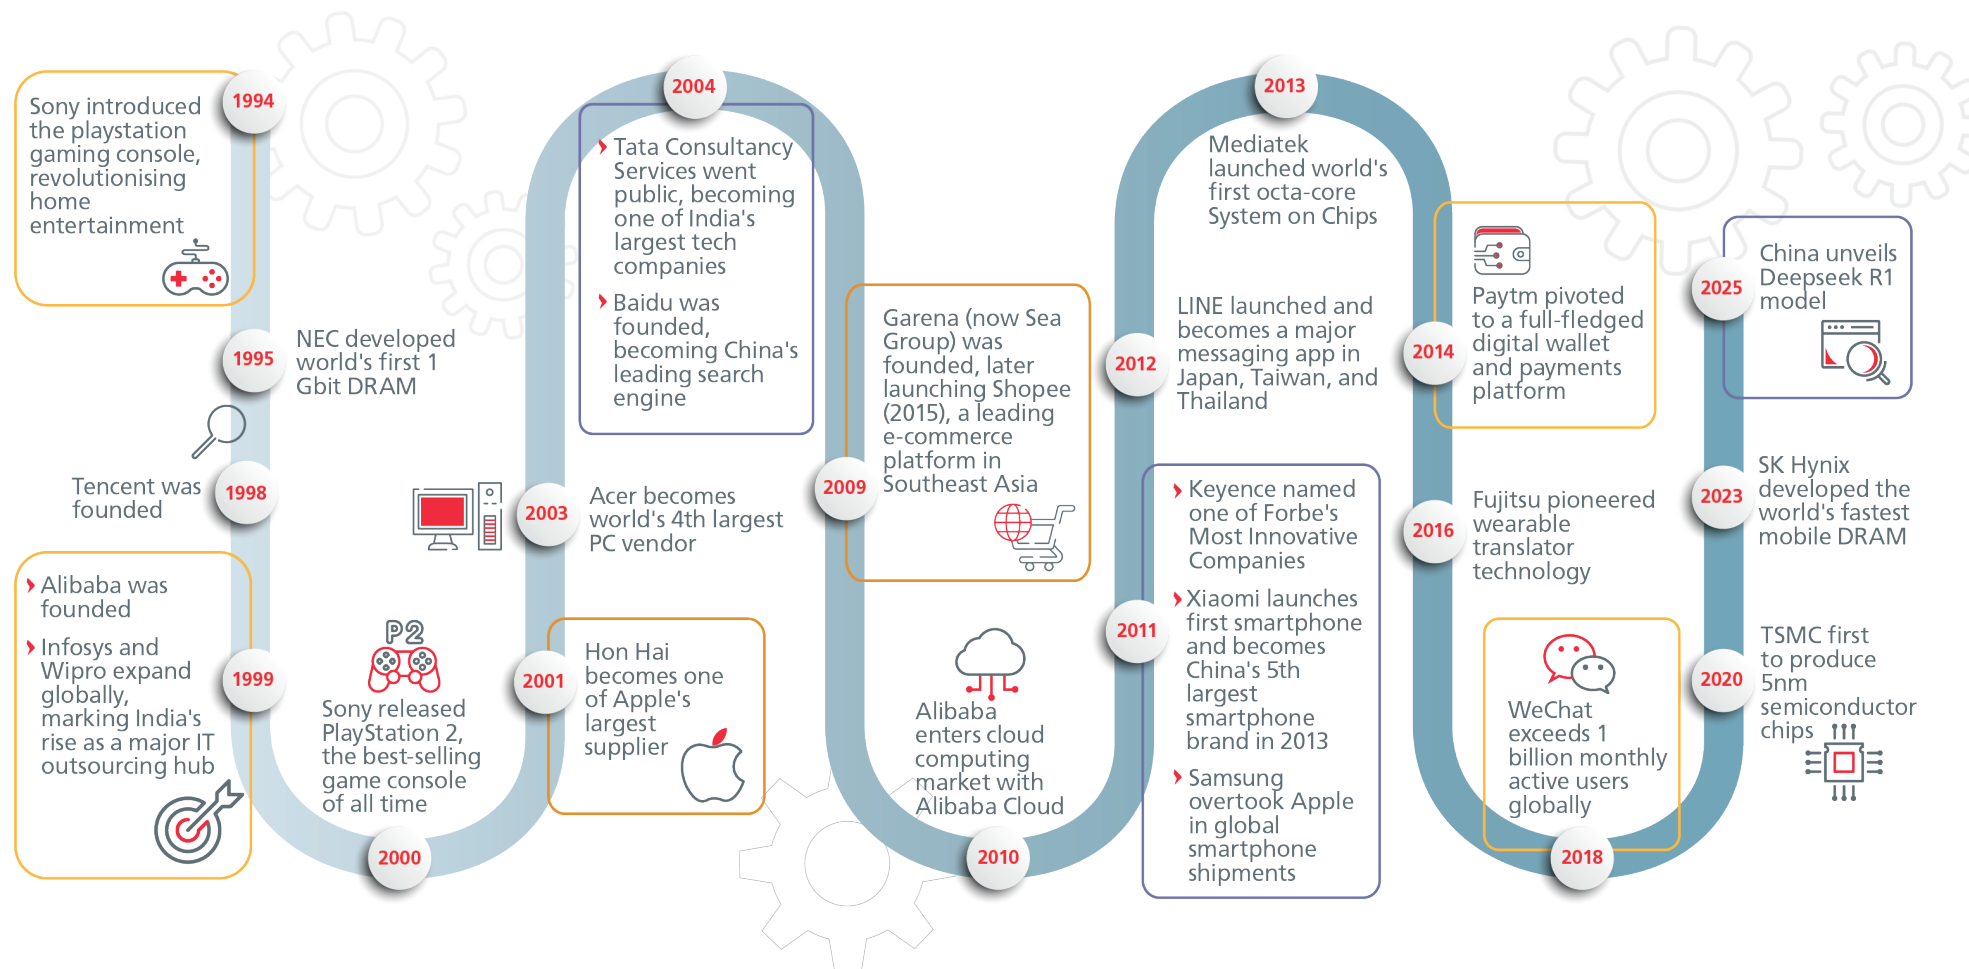 1994
Sony introduced
the playstation
gaming console,
revolutionising
home
entertainment
1995
NEC developed
world's first 1
Gbit DRAM
1998
Tencent was
founded
1999
Alibaba was
founded
Infosys and
Wipro expand
globally,
marking India's
rise as a major IT
outsourcing hub
P2
Sony released
PlayStation 2,
the best-selling
game console
of all time
2000
2001
Hon Hai
becomes one
of Apple's
largest
supplier
2003
Acer becomes
world's 4th largest
PC vendor
2004
Tata Consultancy
Services went
public, becoming
one of India's
largest tech
companies
Baidu was
founded,
becoming China's
leading search
engine
2009
Garena (now Sea
Group) was
founded, later
launching Shopee
(2015), a leading
e-commerce
platform in
Southeast Asia
Alibaba
enters cloud
computing
market with
Alibaba Cloud
2010
2011
Keyence named
one of Forbe's
Most Innovative
Companies
Xiaomi launches
first smartphone
and becomes
China's 5th
largest
smartphone
brand in 2013
Samsung
overtook Apple
in global
smartphone
shipments
2012
LINE launched and
becomes a major
messaging app in
Japan, Taiwan, and
Thailand
2013
Mediatek
launched world's
first octa-core
System on Chips
2014
Paytm pivoted
to a full-fledged
digital wallet
and payments
platform
2016
Fujitsu pioneered
wearable
translator
technology
WeChat
exceeds 1
billion monthly
active users
globally
2018
2020
TSMC first
to produce
5nm
semiconductor
chips
2023
SK Hynix
developed the
world's fastest
mobile DRAM
2025
China unveils
Deepseek R1
model